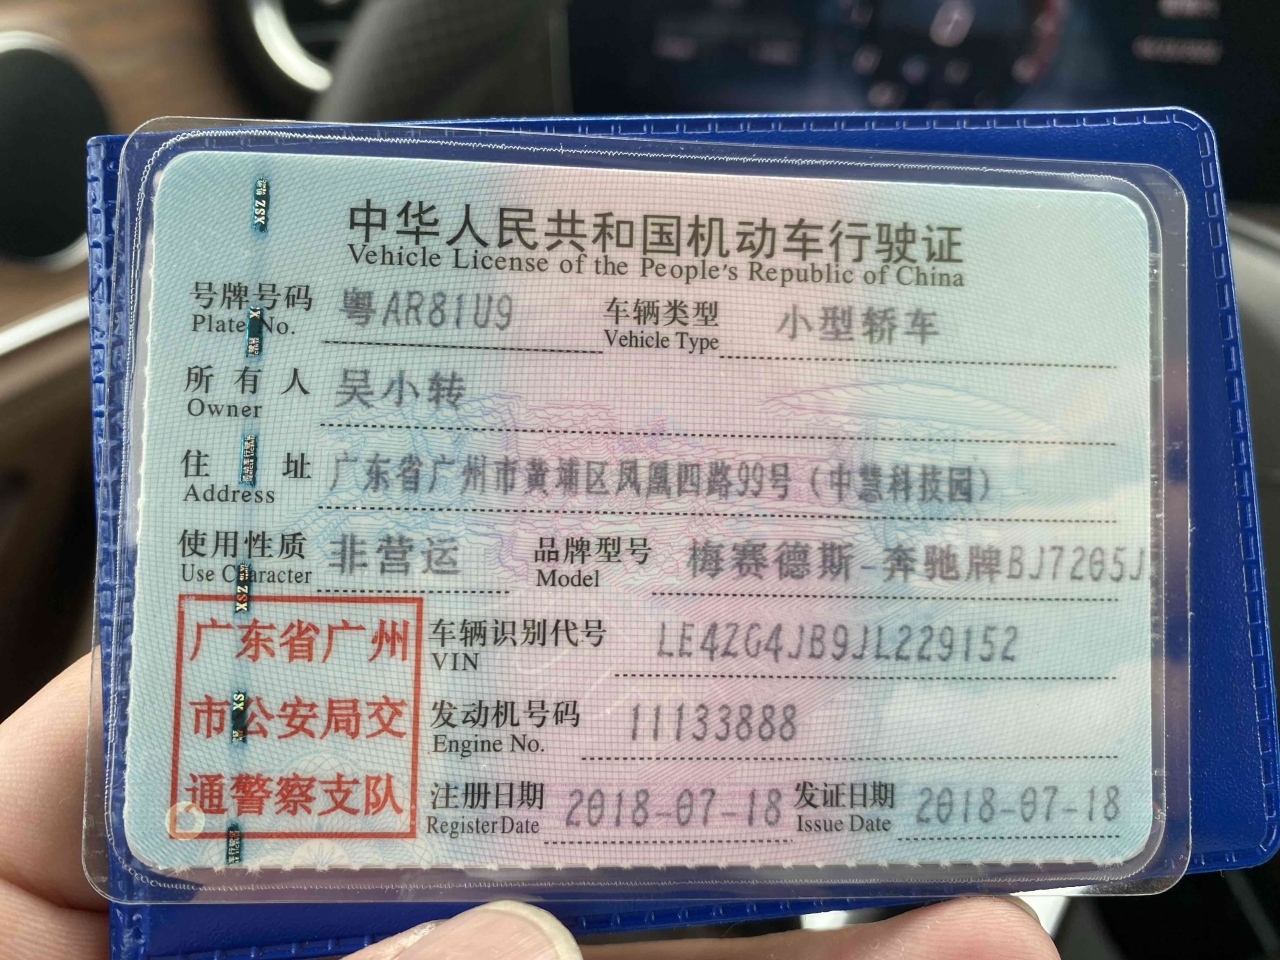 中华人民共和国机动车行驶证
Vehicle License of the People's Republic of China
号牌号码 粤AR81U9 车辆类型 小型轿车
Plate No. Vehicle Type
所有人 吴小转
Owner
住址 广东省广州市黄埔区凤凰四路99号（中慧科技园）
Address
使用性质 非营运 品牌型号 梅赛德斯-奔驰牌BJ7205J
Use Character Model
广东省广州
市公安局交
通警察支队
车辆识别代号 LE4ZG4JB9JL229152
VIN
发动机号码 11133888
Engine No.
注册日期 2018-07-18 发证日期 2018-07-18
Register Date Issue Date